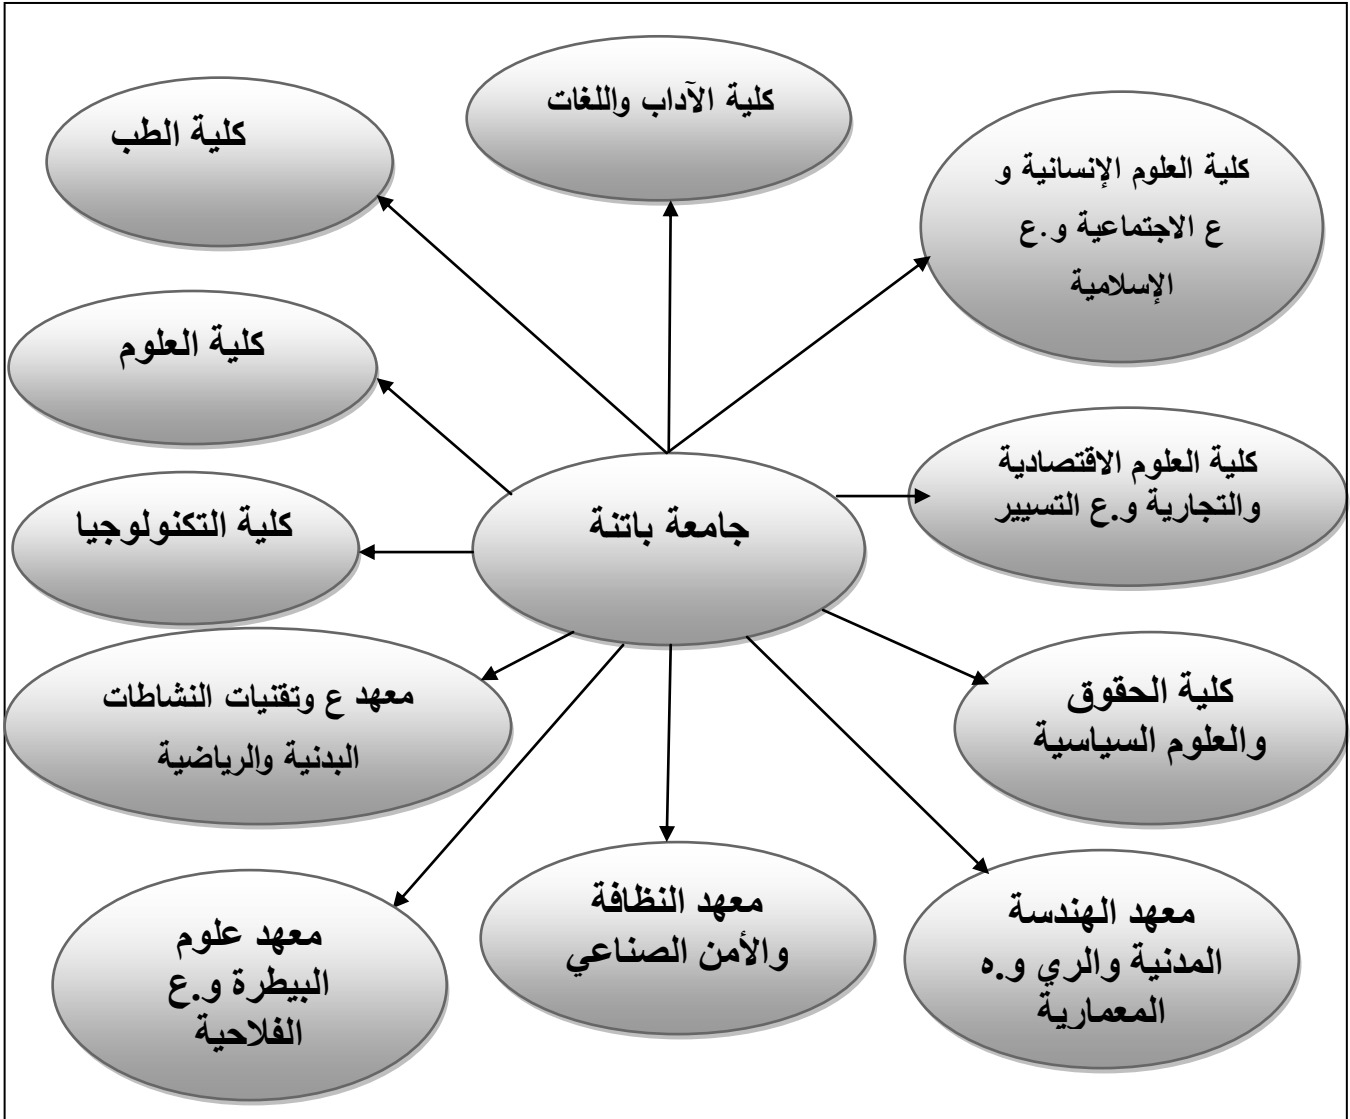 كلية الآداب واللغات
كلية الطب
كلية العلوم الإنسانية و
ع الاجتماعية و.ع
الإسلامية
كلية العلوم
كلية العلوم الاقتصادية
والتجارية و.ع التسيير
جامعة باتنة
كلية التكنولوجيا
كلية الحقوق
والعلوم السياسية
معهد ع وتقنيات النشاطات
البدنية والرياضية
معهد الهندسة
المدنية والري و.ه
المعمارية
معهد النظافة
والأمن الصناعي
معهد علوم
البيطرة و.ع
الفلاحية